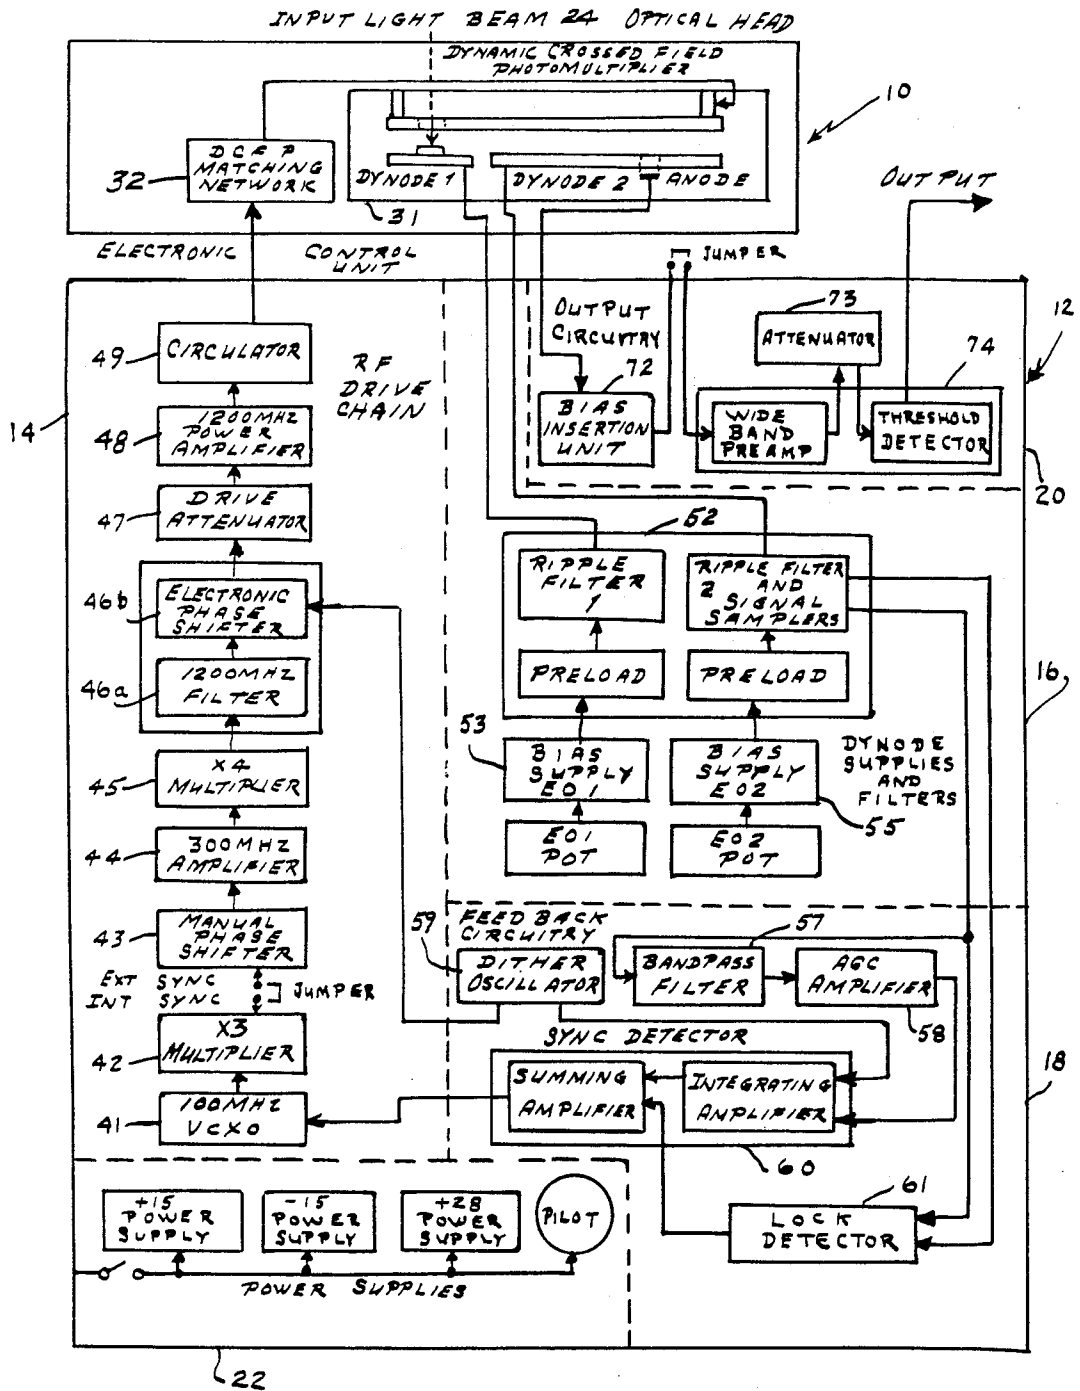 INPUT LIGHT BEAM 24 OPTICAL HEAD
DYNAMIC CROSSED FIELD
PHOTOMULTIPLIER
10
DCFP
MATCHING
NETWORK
32
DYNODE 1
DYNODE 2
ANODE
31
OUTPUT
ELECTRONIC CONTROL
UNIT
JUMPER
14
12
RF
DRIVE
CHAIN
49
CIRCULATOR
48
1200MHZ
POWER
AMPLIFIER
47
DRIVE
ATTENUATOR
46b
ELECTRONIC
PHASE
SHIFTER
46a
1200MHZ
FILTER
45
X4
MULTIPLIER
44
300MHZ
AMPLIFIER
43
MANUAL
PHASE
SHIFTER
EXT SYNC
INT SYNC
JUMPER
42
X3
MULTIPLIER
41
100MHZ
VCXO
OUTPUT
CIRCUITRY
72
BIAS
INSERTION
UNIT
73
ATTENUATOR
74
WIDE
BAND
PREAMP
THRESHOLD
DETECTOR
20
52
RIPPLE
FILTER
1
RIPPLE FILTER
2 AND
SIGNAL
SAMPLERS
PRELOAD
PRELOAD
16
53
BIAS
SUPPLY
E01
BIAS
SUPPLY
E02
55
DYNODE
SUPPLIES
AND
FILTERS
E01
POT
E02
POT
FEEDBACK
CIRCUITRY
59
DITHER
OSCILLATOR
57
BANDPASS
FILTER
AGC
AMPLIFIER
58
SYNC DETECTOR
SUMMING
AMPLIFIER
INTEGRATING
AMPLIFIER
60
18
61
LOCK
DETECTOR
+15
POWER
SUPPLY
-15
POWER
SUPPLY
+28
POWER
SUPPLY
PILOT
POWER SUPPLIES
22